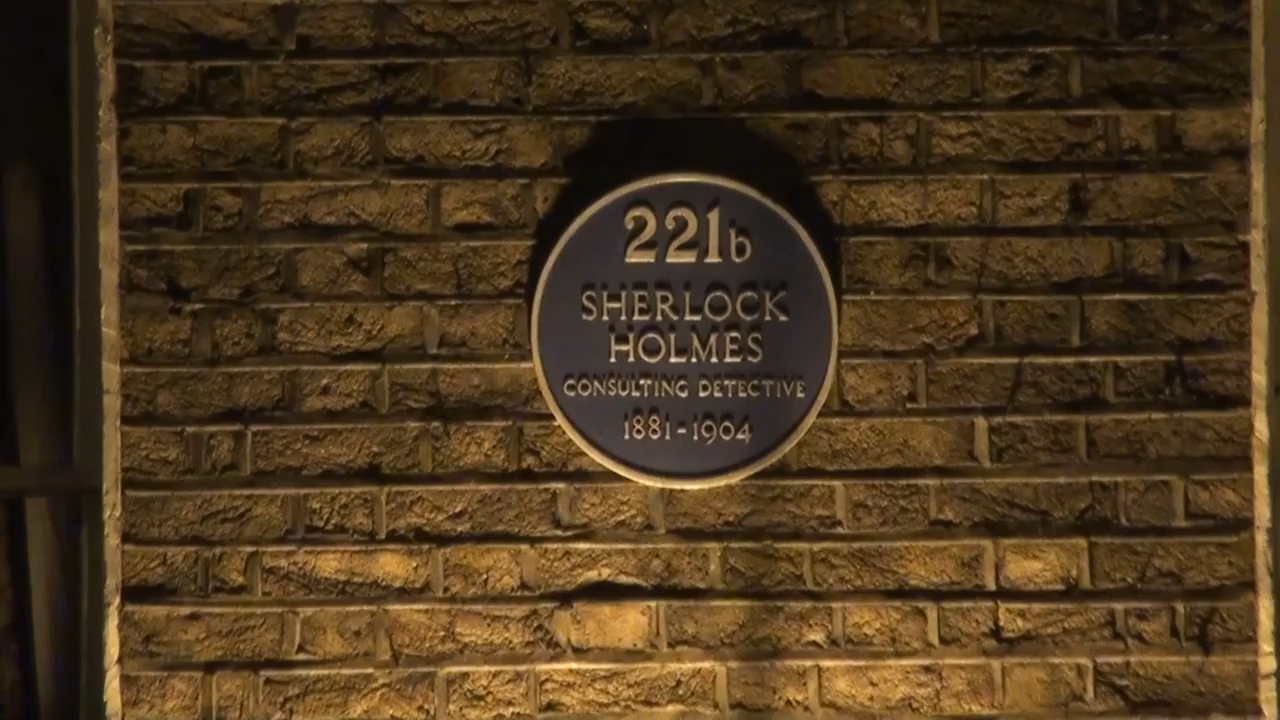 221b
SHERLOCK
HOLMES
CONSULTING DETECTIVE
1881-1904